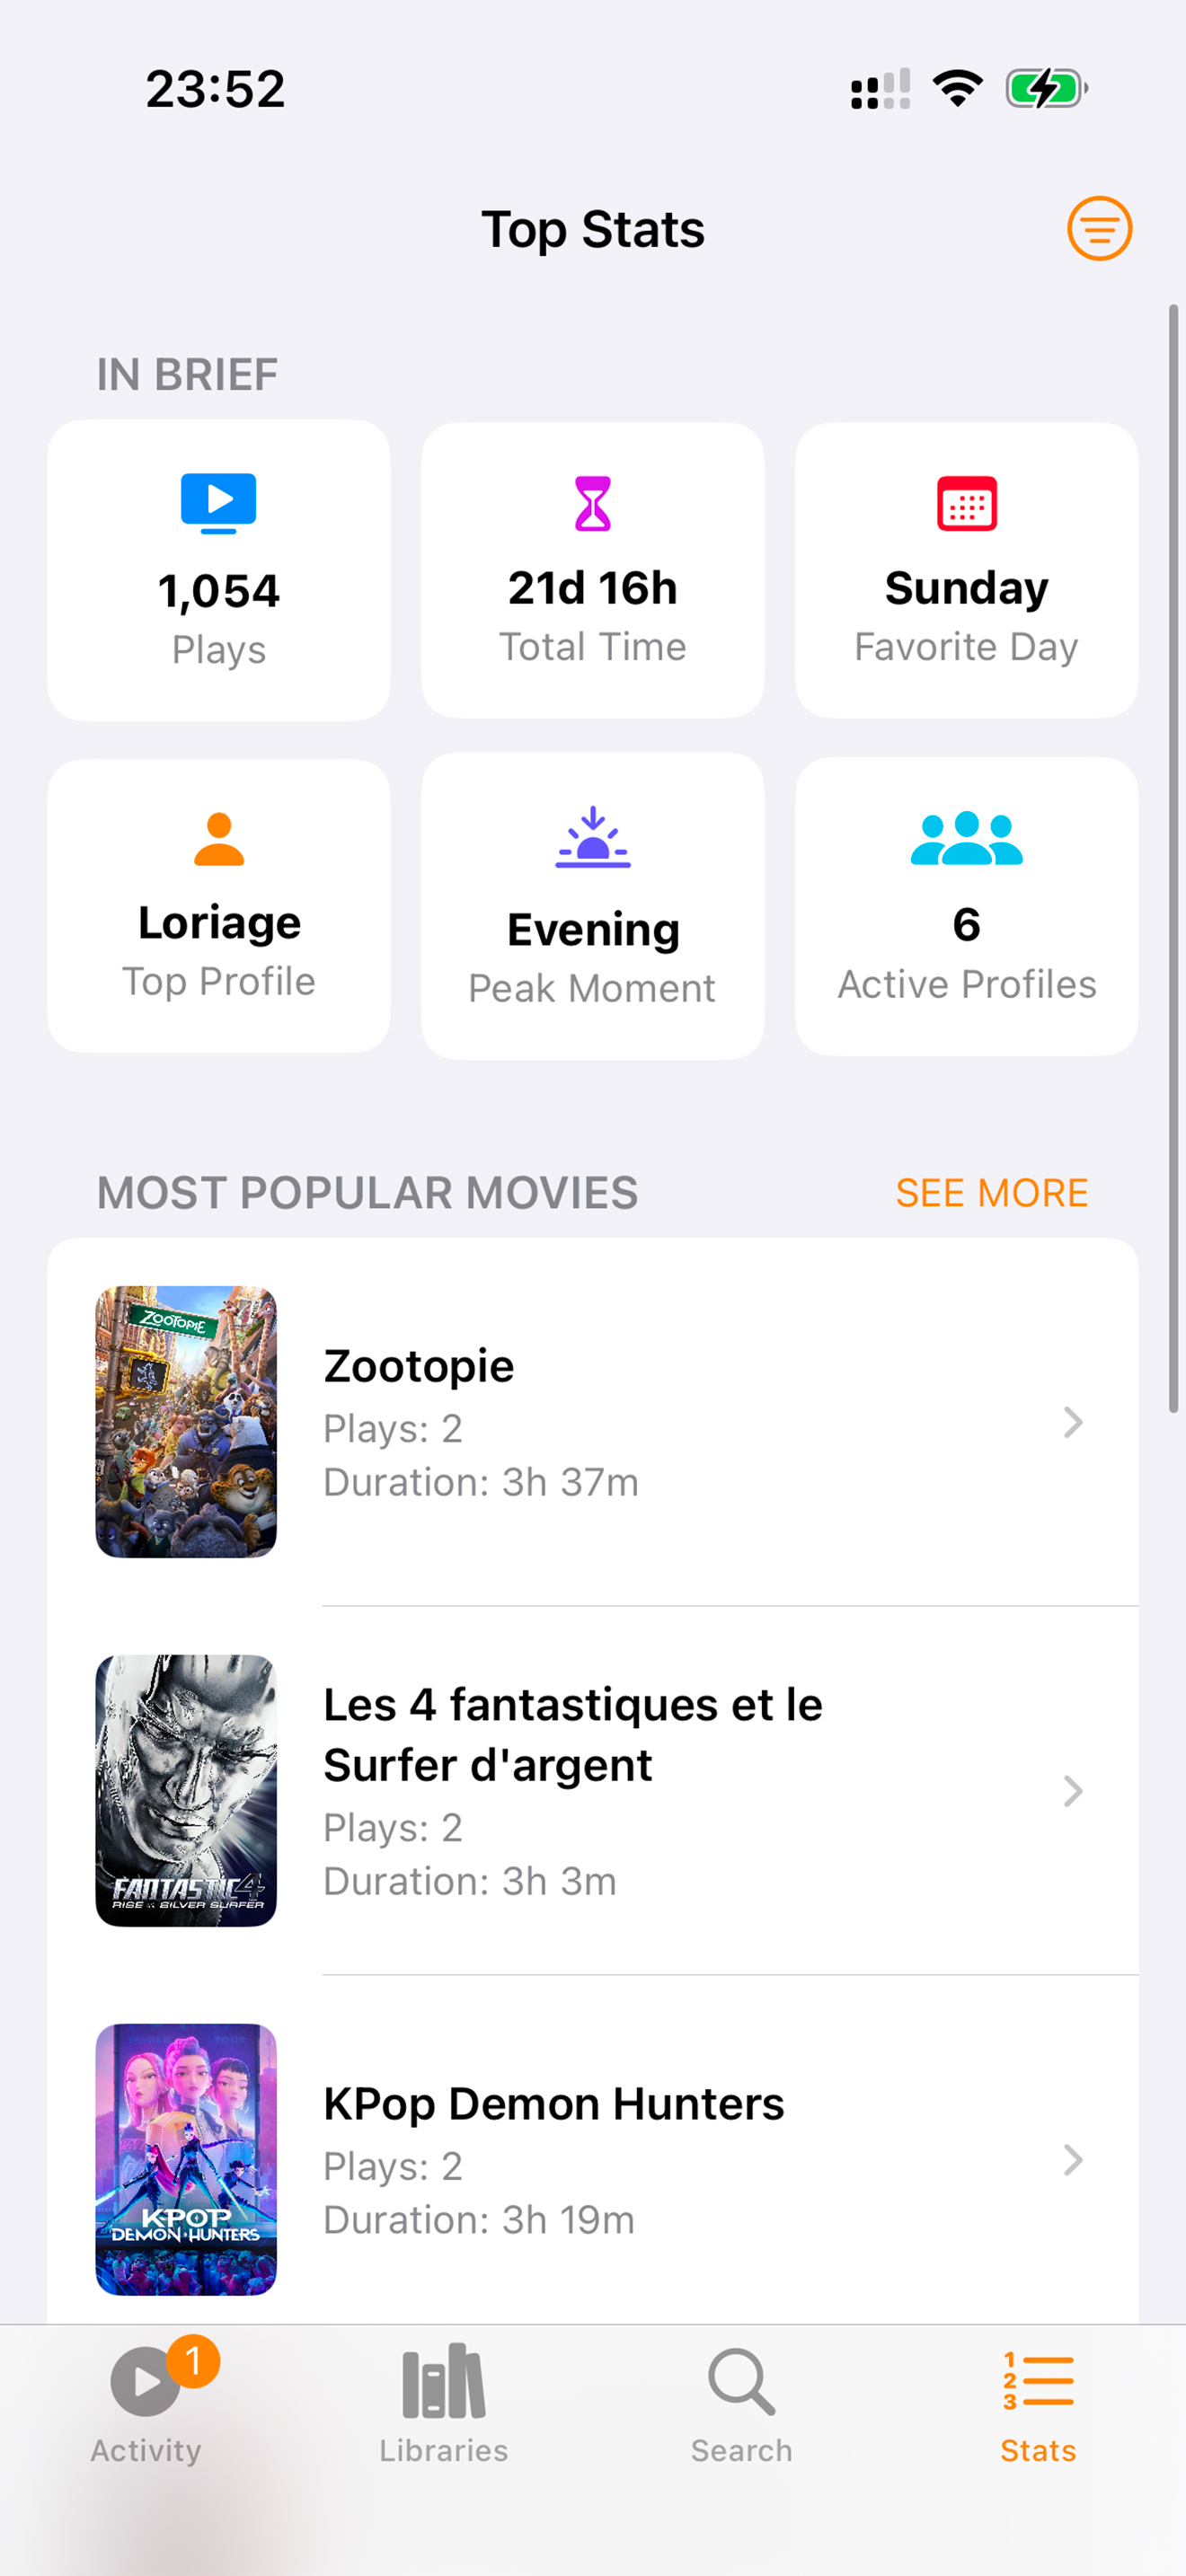 23:52
Top Stats
IN BRIEF
1,054
Plays
21d 16h
Total Time
Sunday
Favorite Day
Loriage
Top Profile
Evening
Peak Moment
6
Active Profiles
MOST POPULAR MOVIES
SEE MORE
ZOOTOPIE
Zootopie
Plays: 2
Duration: 3h 37m
FANTASTIC 4
RISE OF THE SILVER SURFER
Les 4 fantastiques et le
Surfer d'argent
Plays: 2
Duration: 3h 3m
KPOP
DEMON HUNTERS
KPop Demon Hunters
Plays: 2
Duration: 3h 19m
1
Activity
Libraries
Search
1
2
3
Stats